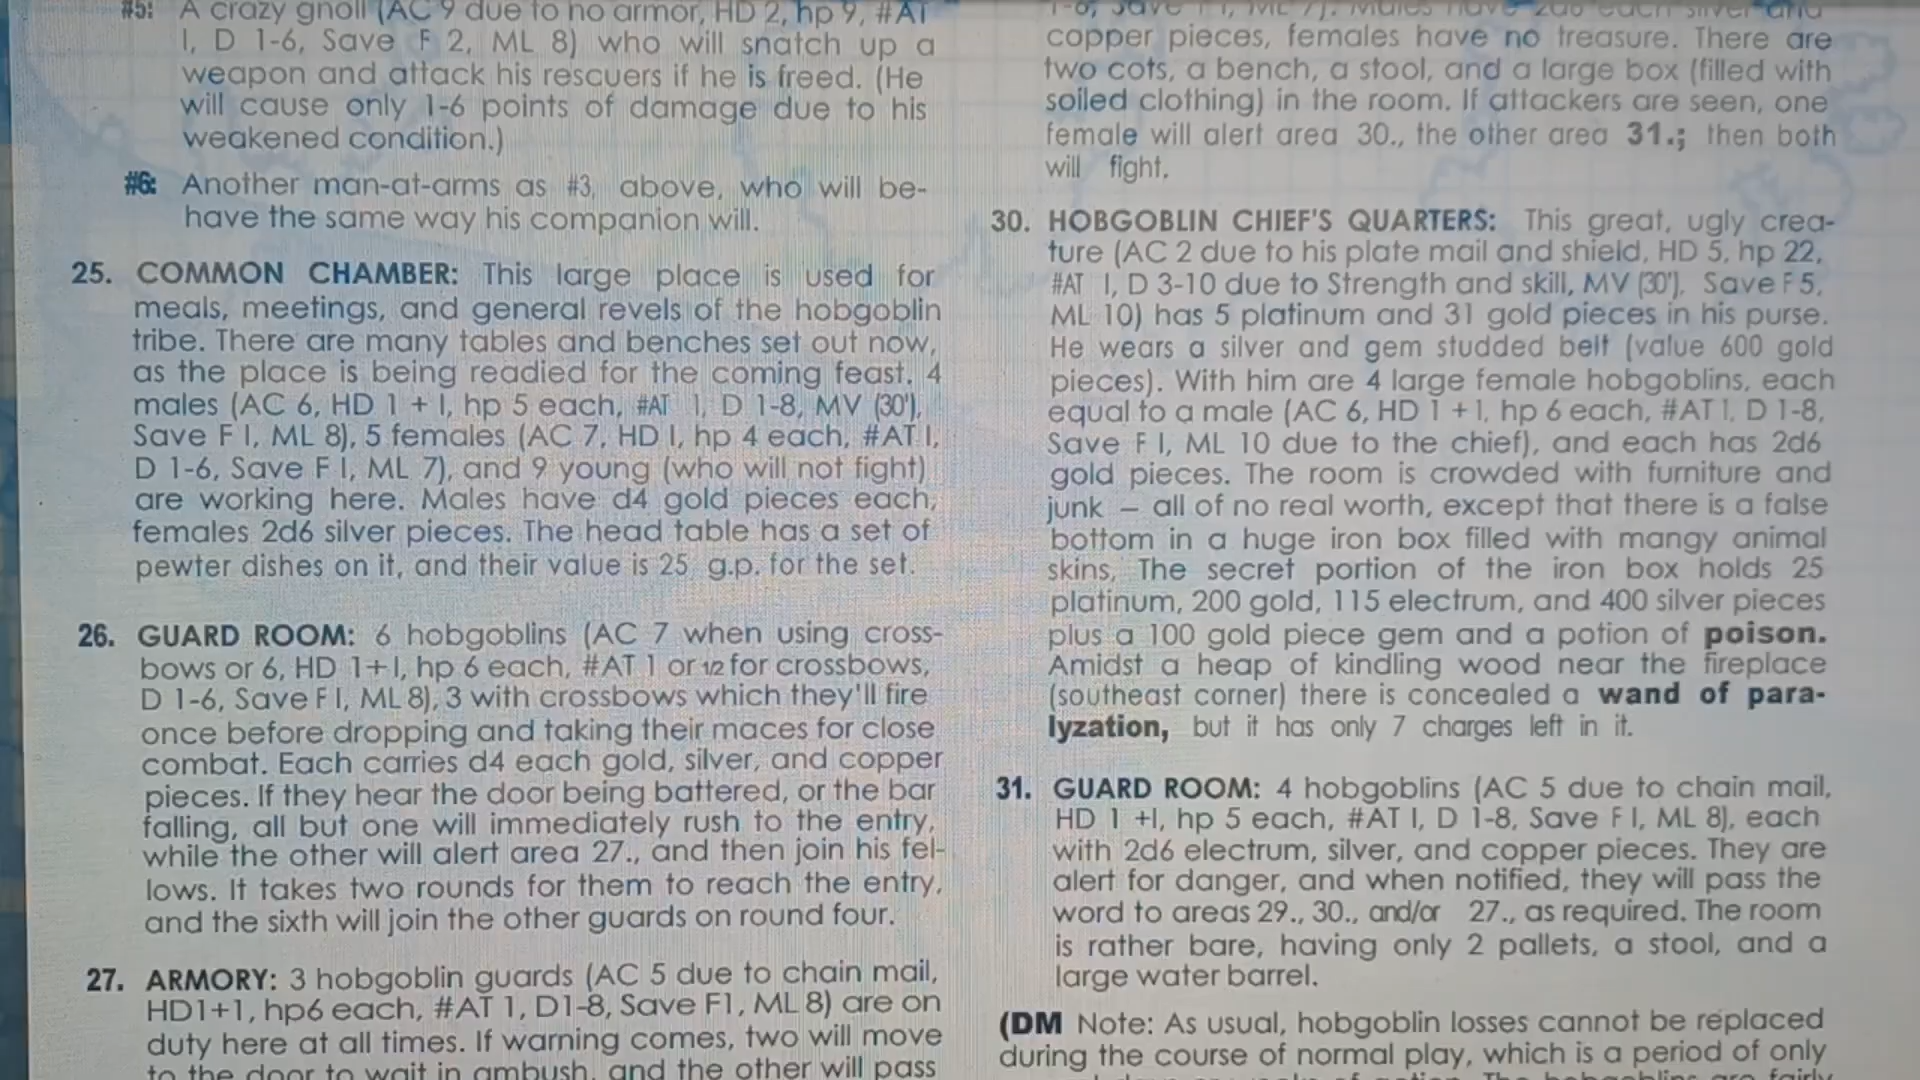 #5: A crazy gnoll (AC 9 due to no armor, HD 2, hp 9, #AT
I, D 1-6, Save F 2, ML 8) who will snatch up a
weapon and attack his rescuers if he is freed. (He
will cause only 1-6 points of damage due to his
weakened condition.)
#6: Another man-at-arms as #3, above, who will be-
have the same way his companion will.
25. COMMON CHAMBER: This large place is used for
meals, meetings, and general revels of the hobgoblin
tribe. There are many tables and benches set out now,
as the place is being readied for the coming feast. 4
males (AC 6, HD 1 + I, hp 5 each, #AT 1, D 1-8, MV (30'),
Save F I, ML 8), 5 females (AC 7, HD I, hp 4 each, #AT I,
D 1-6, Save F I, ML 7), and 9 young (who will not fight)
are working here. Males have d4 gold pieces each,
females 2d6 silver pieces. The head table has a set of
pewter dishes on it, and their value is 25 g.p. for the set.
26. GUARD ROOM: 6 hobgoblins (AC 7 when using cross-
bows or 6, HD 1+I, hp 6 each, #AT 1 or 1/2 for crossbows,
D 1-6, Save F I, ML 8), 3 with crossbows which they'll fire
once before dropping and taking their maces for close
combat. Each carries d4 each gold, silver, and copper
pieces. If they hear the door being battered, or the bar
falling, all but one will immediately rush to the entry,
while the other will alert area 27., and then join his fel-
lows. It takes two rounds for them to reach the entry,
and the sixth will join the other guards on round four.
27. ARMORY: 3 hobgoblin guards (AC 5 due to chain mail,
HD1+1, hp6 each, #AT 1, D1-8, Save F1, ML 8) are on
duty here at all times. If warning comes, two will move
to the door to wait in ambush, and the other will pass
1-6, Save F I, ML 7). Males have 2d6 each silver and
copper pieces, females have no treasure. There are
two cots, a bench, a stool, and a large box (filled with
soiled clothing) in the room. If attackers are seen, one
female will alert area 30., the other area 31.; then both
will fight.
30. HOBGOBLIN CHIEF'S QUARTERS: This great, ugly crea-
ture (AC 2 due to his plate mail and shield, HD 5, hp 22,
#AT I, D 3-10 due to Strength and skill, MV (30'), Save F 5,
ML 10) has 5 platinum and 31 gold pieces in his purse.
He wears a silver and gem studded belt (value 600 gold
pieces). With him are 4 large female hobgoblins, each
equal to a male (AC 6, HD 1 + 1, hp 6 each, #AT I, D 1-8,
Save F I, ML 10 due to the chief), and each has 2d6
gold pieces. The room is crowded with furniture and
junk – all of no real worth, except that there is a false
bottom in a huge iron box filled with mangy animal
skins, The secret portion of the iron box holds 25
platinum, 200 gold, 115 electrum, and 400 silver pieces
plus a 100 gold piece gem and a potion of poison.
Amidst a heap of kindling wood near the fireplace
(southeast corner) there is concealed a wand of para-
lyzation, but it has only 7 charges left in it.
31. GUARD ROOM: 4 hobgoblins (AC 5 due to chain mail,
HD 1 +I, hp 5 each, #AT I, D 1-8, Save F I, ML 8), each
with 2d6 electrum, silver, and copper pieces. They are
alert for danger, and when notified, they will pass the
word to areas 29., 30., and/or 27., as required. The room
is rather bare, having only 2 pallets, a stool, and a
large water barrel.
(DM Note: As usual, hobgoblin losses cannot be replaced
during the course of normal play, which is a period of only